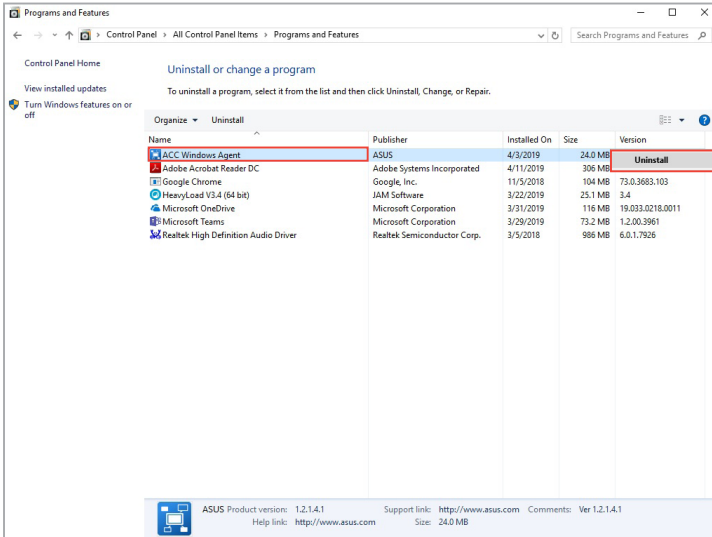 Programs and Features
Control Panel > All Control Panel Items > Programs and Features
Search Programs and Features
Control Panel Home
View installed updates
Turn Windows features on or
off
Uninstall or change a program
To uninstall a program, select it from the list and then click Uninstall, Change, or Repair.
Organize Uninstall
Name Publisher Installed On Size Version
ACC Windows Agent ASUS 4/3/2019 24.0 MB Uninstall
Adobe Acrobat Reader DC Adobe Systems Incorporated 4/11/2019 306 MB
Google Chrome Google, Inc. 11/5/2018 104 MB 73.0.3683.103
HeavyLoad V3.4 (64 bit) JAM Software 3/22/2019 25.1 MB 3.4
Microsoft OneDrive Microsoft Corporation 3/31/2019 116 MB 19.033.0218.0011
Microsoft Teams Microsoft Corporation 3/29/2019 73.2 MB 1.2.00.3961
Realtek High Definition Audio Driver Realtek Semiconductor Corp. 3/5/2018 986 MB 6.0.1.7926
ASUS Product version: 1.2.1.4.1 Support link: http://www.asus.com Comments: Ver 1.2.1.4.1
Help link: http://www.asus.com Size: 24.0 MB